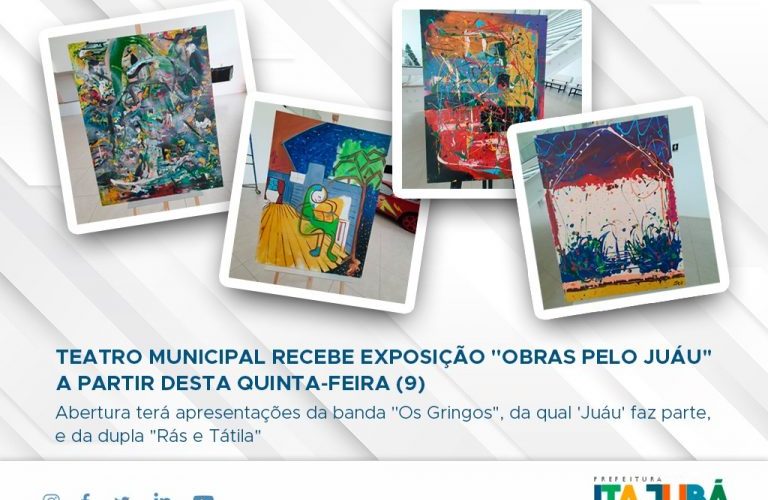 TEATRO MUNICIPAL RECEBE EXPOSIÇÃO "OBRAS PELO JUÁU"
A PARTIR DESTA QUINTA-FEIRA (9)
Abertura terá apresentações da banda "Os Gringos", da qual 'Juáu' faz parte,
e da dupla "Rás e Tátila"
PREFEITURA
ITAJUBÁ